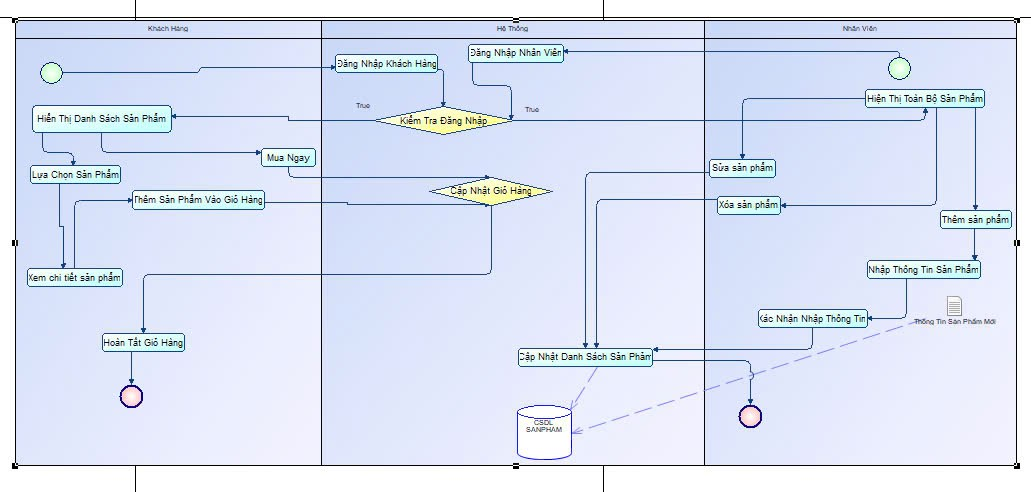 Khách Hàng
Hệ Thống
Nhân Viên
Đăng Nhập Khách Hàng
Đăng Nhập Nhân Viên
Hiện Thị Toàn Bộ Sản Phẩm
True
True
Hiển Thị Danh Sách Sản Phẩm
Kiểm Tra Đăng Nhập
Mua Ngay
Lựa Chọn Sản Phẩm
Sửa sản phẩm
Thêm Sản Phẩm Vào Giỏ Hàng
Cập Nhật Giỏ Hàng
Xóa sản phẩm
Thêm sản phẩm
Xem chi tiết sản phẩm
Nhập Thông Tin Sản Phẩm
Xác Nhận Nhập Thông Tin
Thông Tin Sản Phẩm Mới
Hoàn Tất Giỏ Hàng
Cập Nhật Danh Sách Sản Phẩm
CSDL
SANPHAM